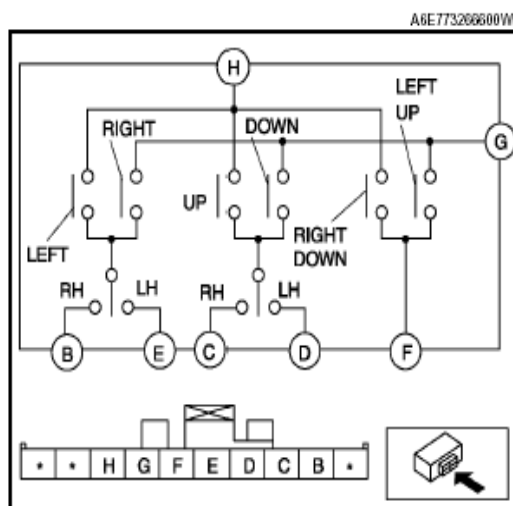 A6E773266600W
H
LEFT
UP
RIGHT
DOWN
G
UP
LEFT
RIGHT
DOWN
RH
LH
RH
LH
B
E
C
D
F
* * H G F E D C B *